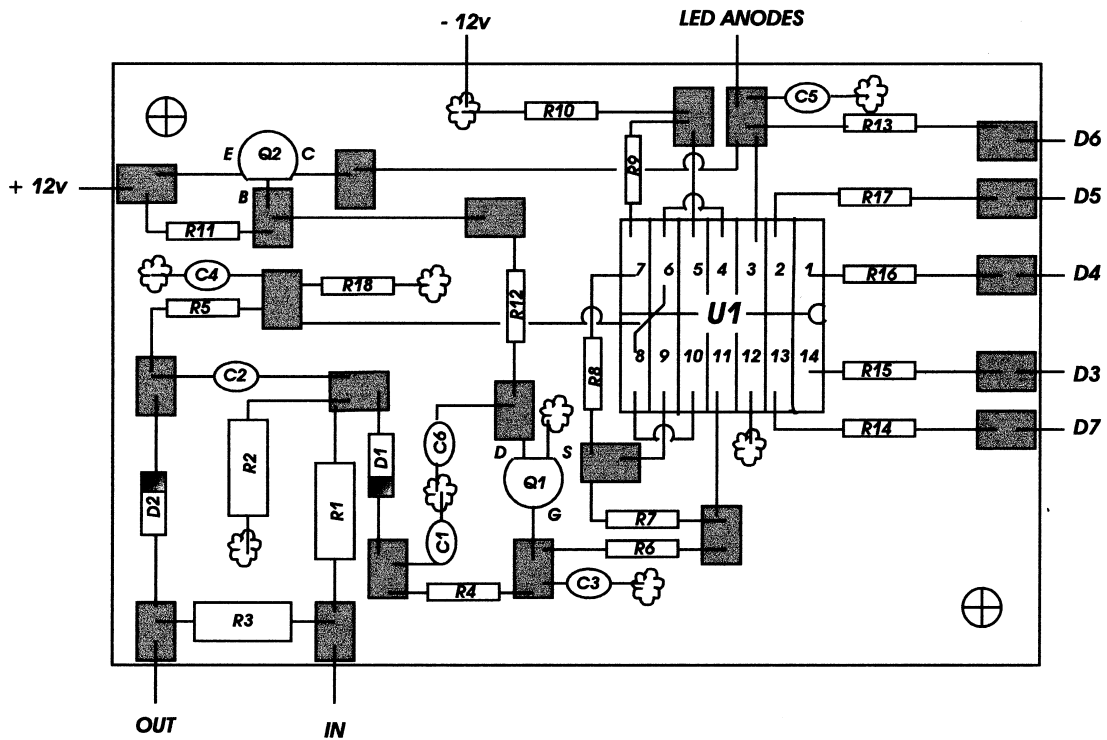 - 12v
LED ANODES
C5
R10
R13
D6
E
Q2
C
R9
+ 12v
B
R17
D5
R11
7
6
5
4
3
2
1
C4
R18
R16
D4
R5
R12
U1
8
9
10
11
12
13
14
R8
R15
D3
C2
R14
D7
R2
D1
C6
D
S
Q1
G
D2
R1
C1
R7
R6
R4
C3
R3
OUT
IN